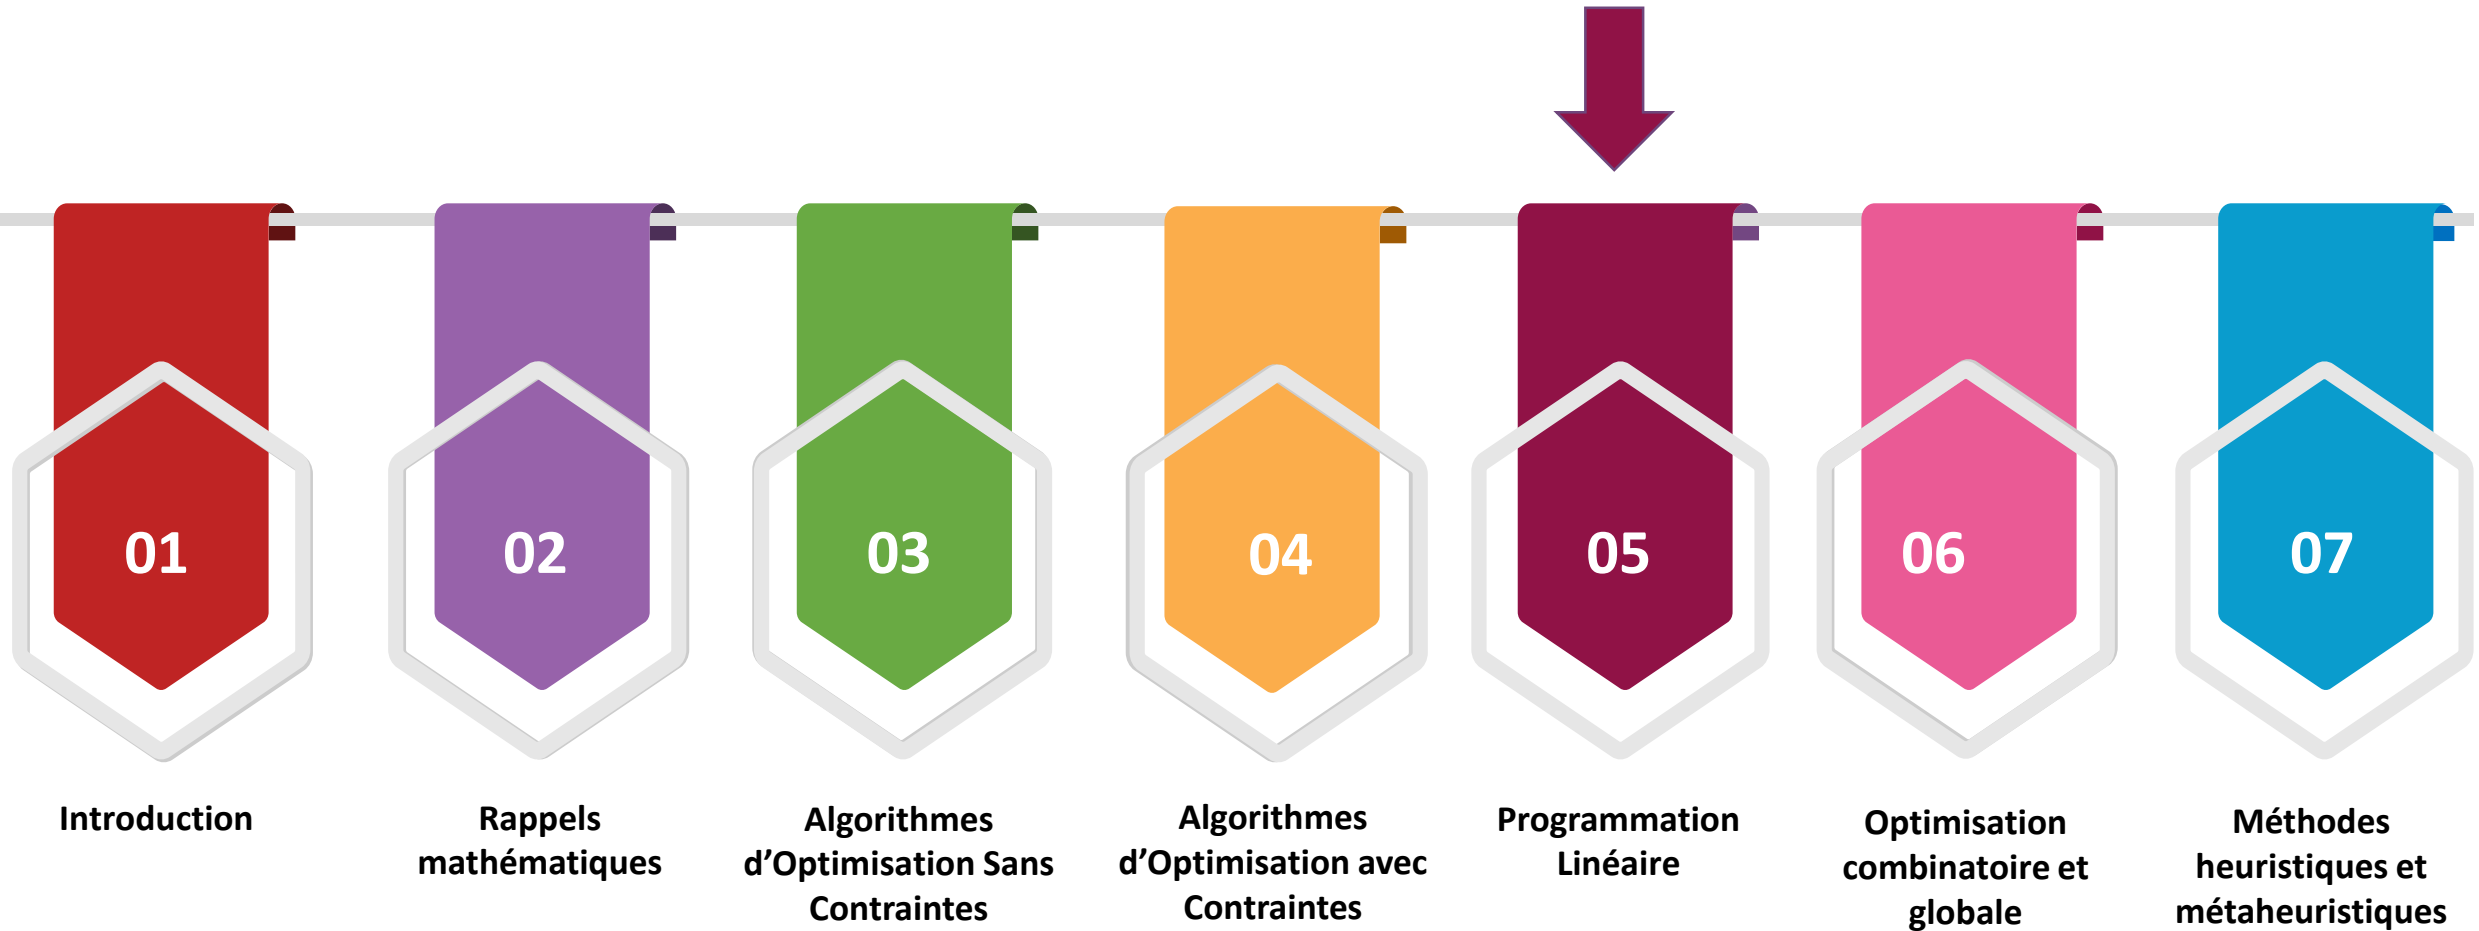 01
02
03
04
05
06
07
Introduction
Rappels
mathématiques
Algorithmes
d’Optimisation Sans
Contraintes
Algorithmes
d’Optimisation avec
Contraintes
Programmation
Linéaire
Optimisation
combinatoire et
globale
Méthodes
heuristiques et
métaheuristiques